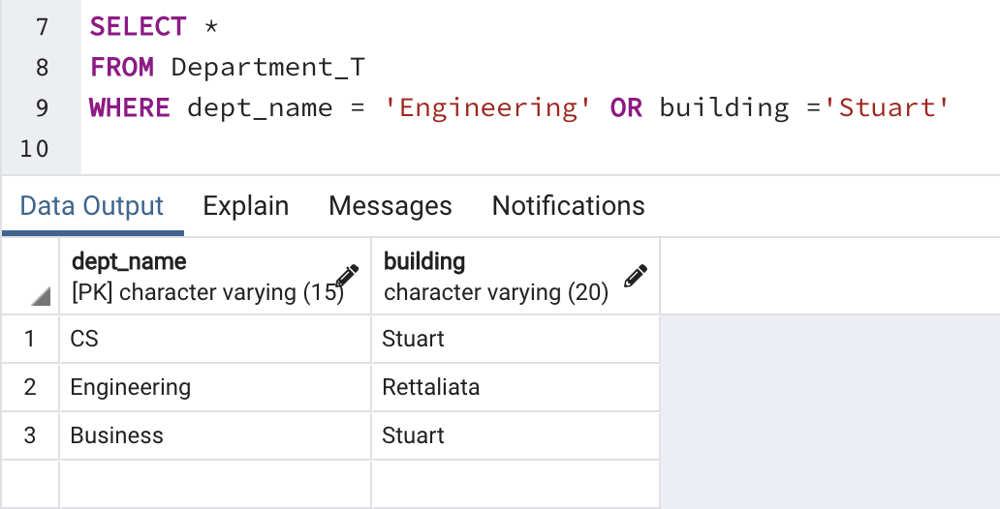 7 SELECT *
8 FROM Department_T
9 WHERE dept_name = 'Engineering' OR building ='Stuart'
10
Data Output Explain Messages Notifications
dept_name building
[PK] character varying (15) character varying (20)
1 CS Stuart
2 Engineering Rettaliata
3 Business Stuart